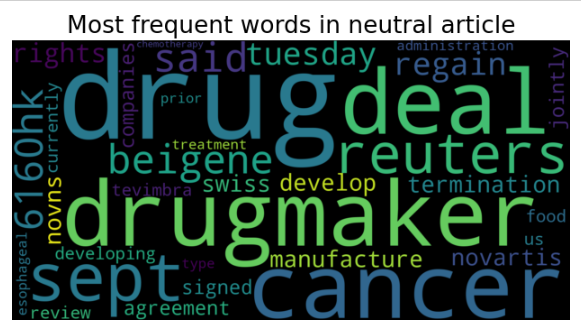 Most frequent words in neutral article
chemotherapy
administration
rights
companies
said
tuesday
regain
jointly
drug
deal
prior
6160hk
currently
treatment
beigene
reuters
novns
tevimbra
swiss
develop
termination
drugmaker
food
us
esophageal
developing
type
manufacture
novartis
sept
signed
cancer
review
agreement